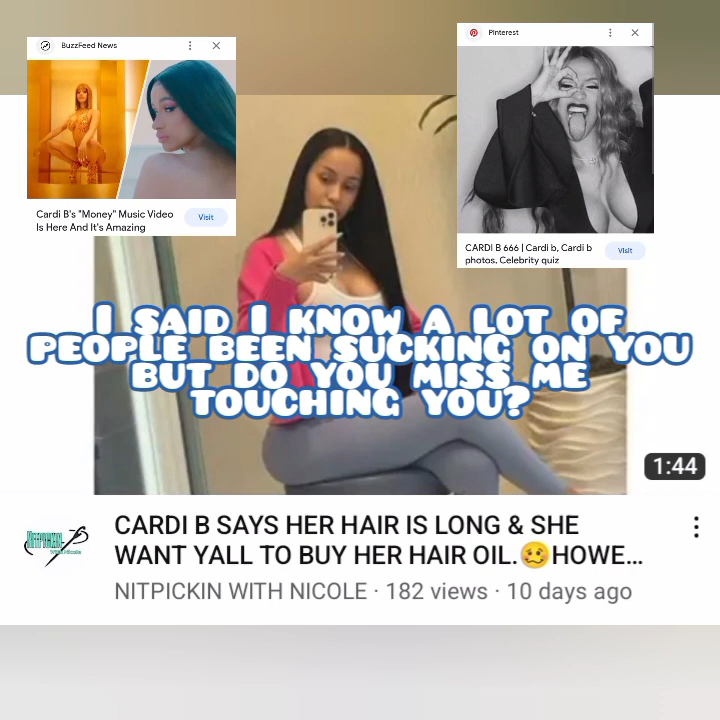 BuzzFeed News
Cardi B's "Money" Music Video
Is Here And It's Amazing
Visit
Pinterest
CARDI B 666 | Cardi b, Cardi b
photos, Celebrity quiz
Visit
I SAID I KNOW A LOT OF
PEOPLE BEEN SUCKING ON YOU
BUT DO YOU MISS ME
TOUCHING YOU?
1:44
NITPICKIN
With Nicole
CARDI B SAYS HER HAIR IS LONG & SHE
WANT YALL TO BUY HER HAIR OIL.🥴HOWE...
NITPICKIN WITH NICOLE · 182 views · 10 days ago